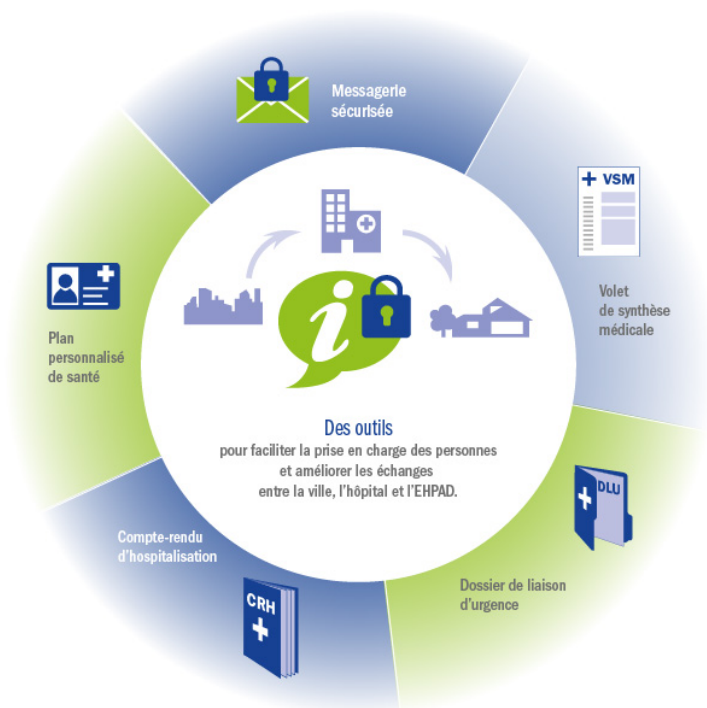 Messagerie
sécurisée
VSM
Volet
de synthèse
médicale
DLU
Dossier de liaison
d'urgence
CRH
Compte-rendu
d'hospitalisation
Plan
personnalisé
de santé
i
Des outils
pour faciliter la prise en charge des personnes
et améliorer les échanges
entre la ville, l'hôpital et l'EHPAD.